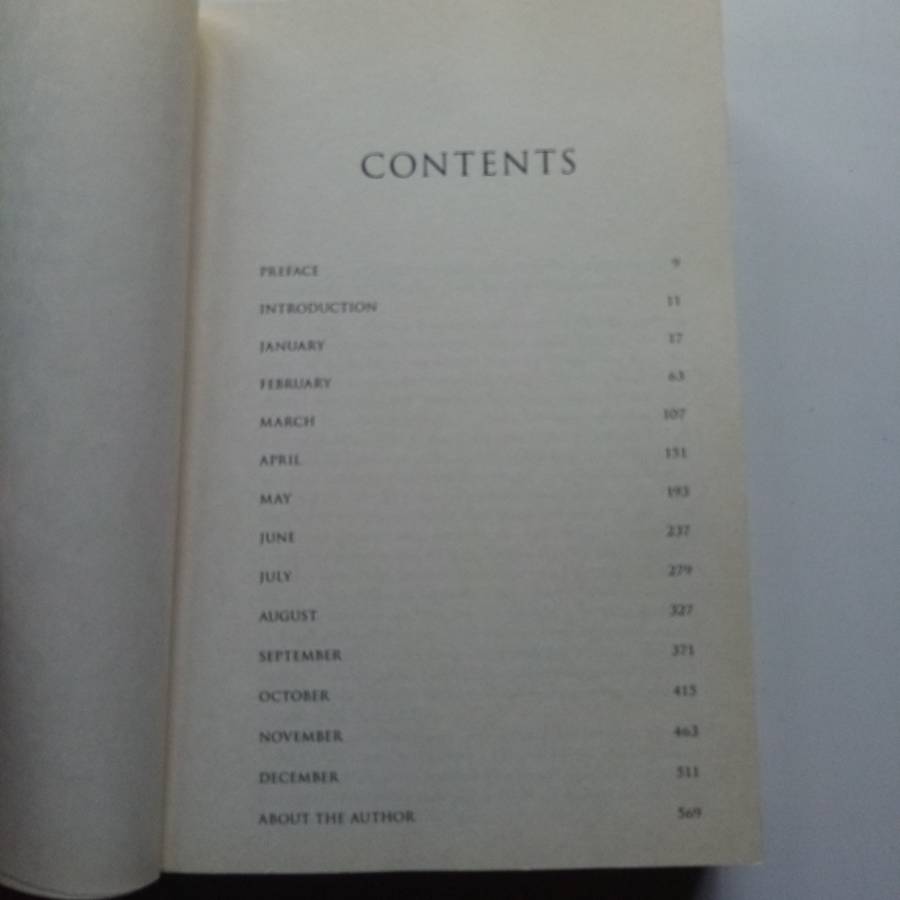 CONTENTS
PREFACE 9
INTRODUCTION 11
JANUARY 17
FEBRUARY 63
MARCH 107
APRIL 151
MAY 193
JUNE 237
JULY 279
AUGUST 327
SEPTEMBER 371
OCTOBER 415
NOVEMBER 463
DECEMBER 511
ABOUT THE AUTHOR 569